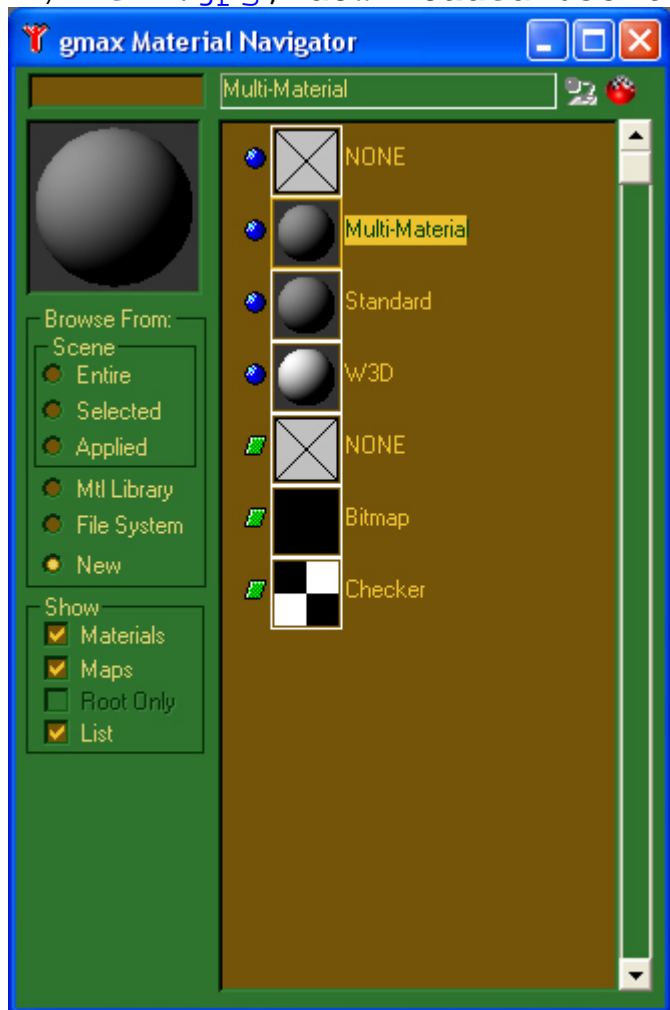 gmax Material Navigator
Multi-Material
NONE
Multi-Material
Standard
W3D
NONE
Bitmap
Checker
Browse From:
Scene
Entire
Selected
Applied
Mtl Library
File System
New
Show
Materials
Maps
Root Only
List